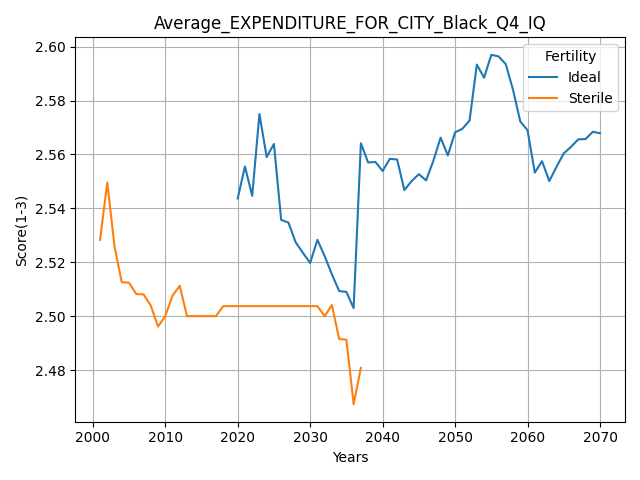 Average_EXPENDITURE_FOR_CITY_Black_Q4_IQ
Fertility
Ideal
Sterile
Score(1-3)
2.60
2.58
2.56
2.54
2.52
2.50
2.48
2000 2010 2020 2030 2040 2050 2060 2070
Years